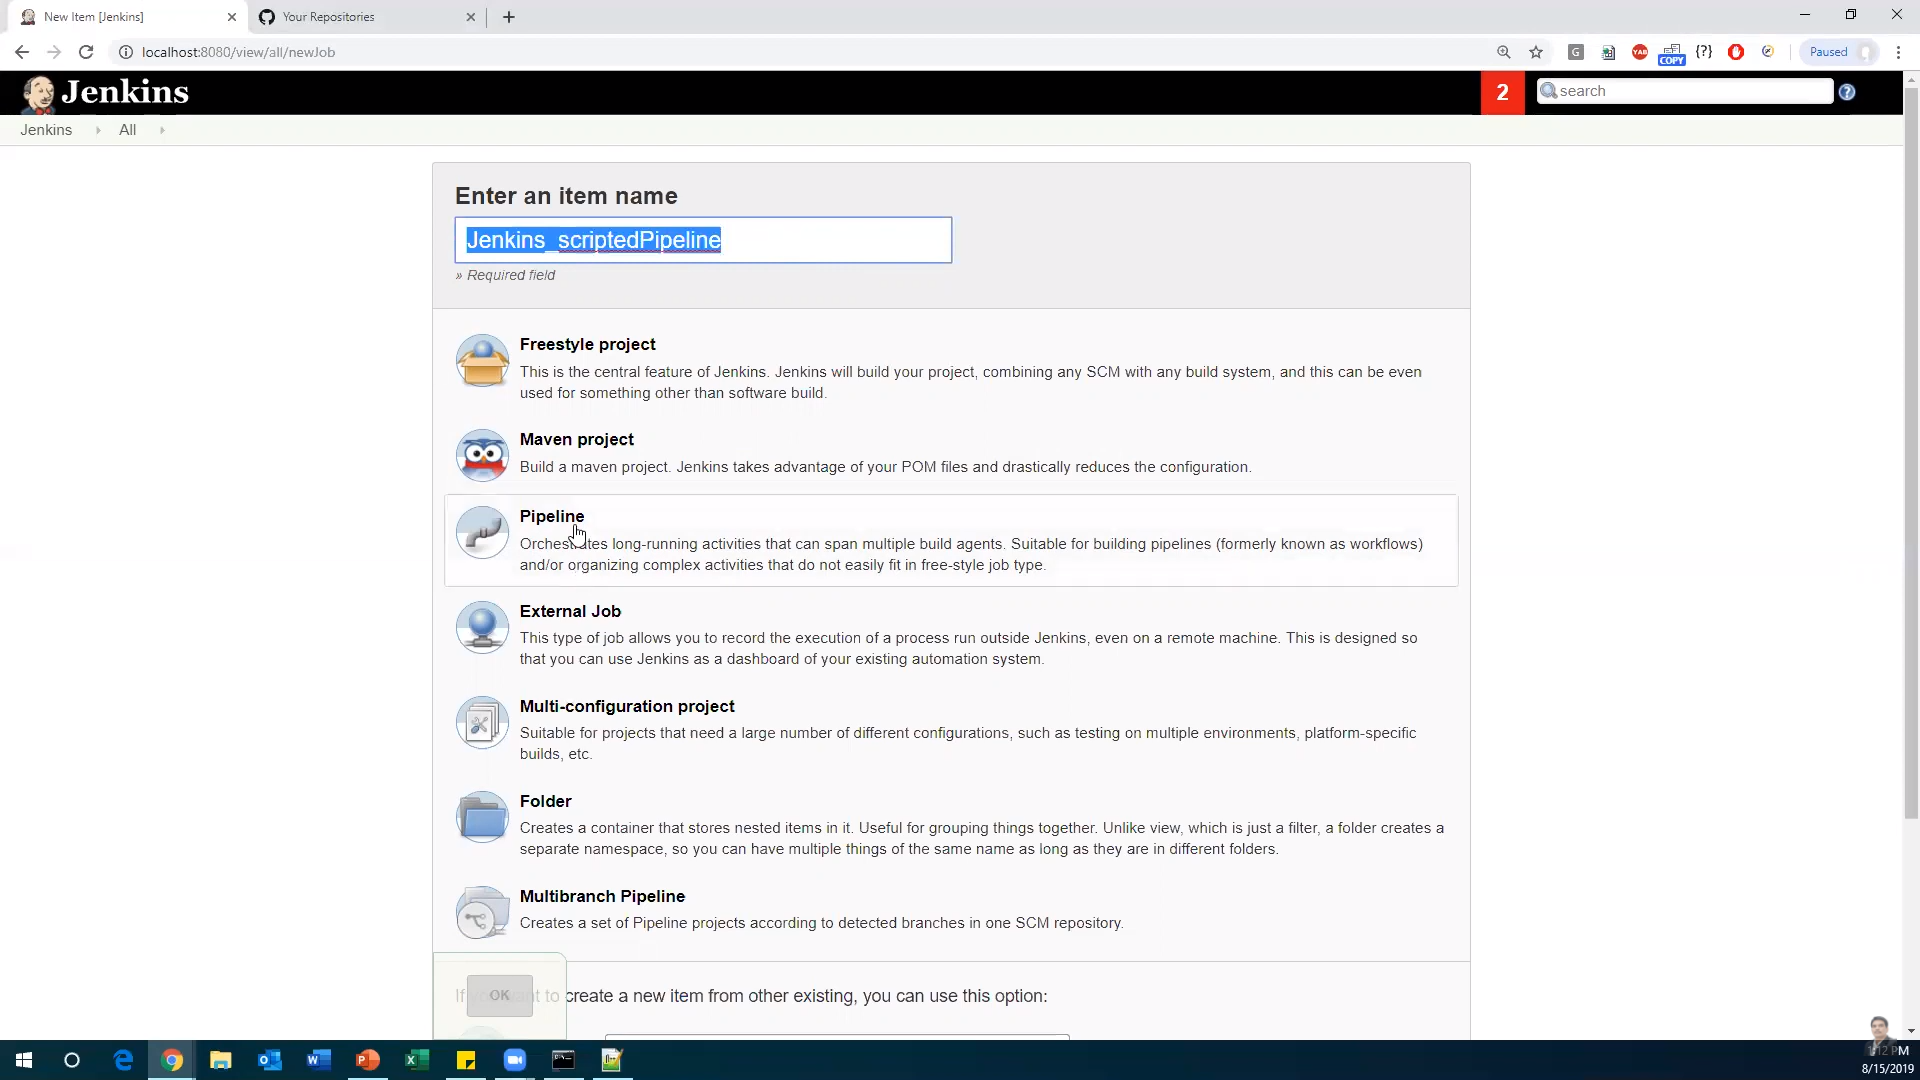 New Item [Jenkins]
Your Repositories
localhost:8080/view/all/newJob
G
YAB
COPY
{?}
Paused
Jenkins
2
search
?
Jenkins
All
Enter an item name
Jenkins_scriptedPipeline
» Required field
Freestyle project
This is the central feature of Jenkins. Jenkins will build your project, combining any SCM with any build system, and this can be even
used for something other than software build.
Maven project
Build a maven project. Jenkins takes advantage of your POM files and drastically reduces the configuration.
Pipeline
Orchestrates long-running activities that can span multiple build agents. Suitable for building pipelines (formerly known as workflows)
and/or organizing complex activities that do not easily fit in free-style job type.
External Job
This type of job allows you to record the execution of a process run outside Jenkins, even on a remote machine. This is designed so
that you can use Jenkins as a dashboard of your existing automation system.
Multi-configuration project
Suitable for projects that need a large number of different configurations, such as testing on multiple environments, platform-specific
builds, etc.
Folder
Creates a container that stores nested items in it. Useful for grouping things together. Unlike view, which is just a filter, a folder creates a
separate namespace, so you can have multiple things of the same name as long as they are in different folders.
Multibranch Pipeline
Creates a set of Pipeline projects according to detected branches in one SCM repository.
OK
If you want to create a new item from other existing, you can use this option:
1:12 PM
8/15/2019